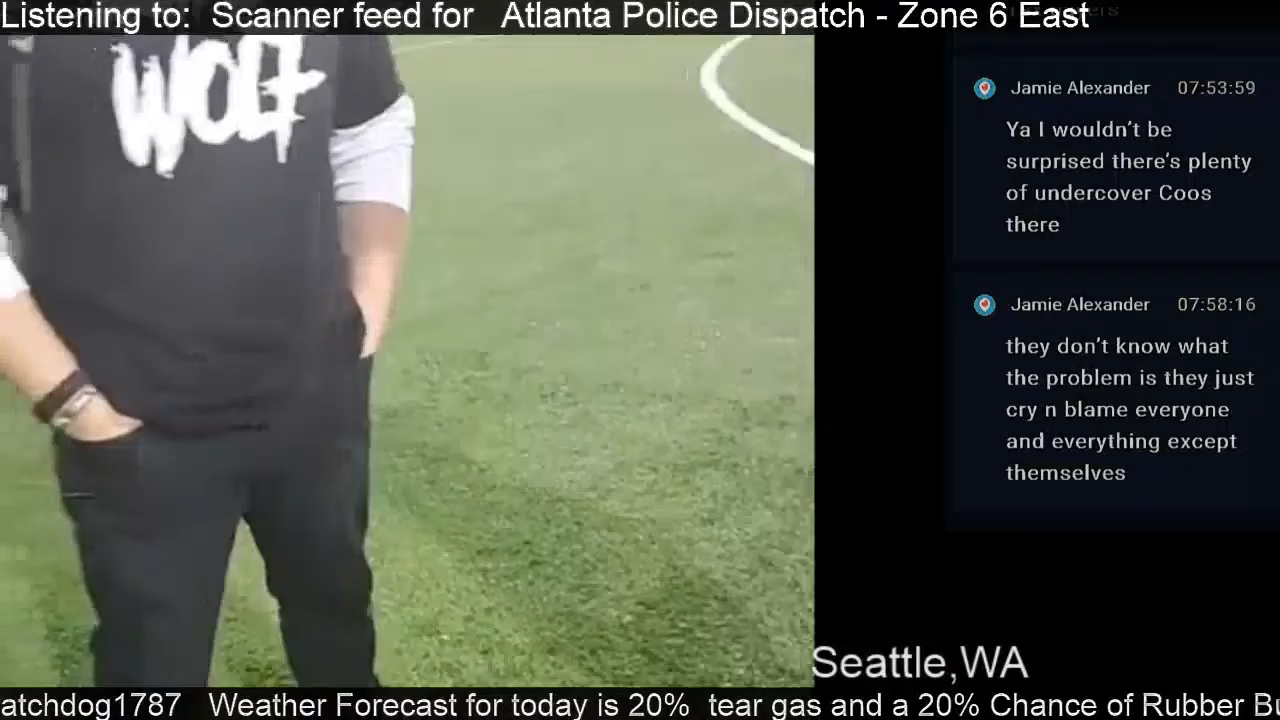 Listening to: Scanner feed for Atlanta Police Dispatch - Zone 6 East
WOLF
Jamie Alexander 07:53:59
Ya I wouldn't be
surprised there's plenty
of undercover Coos
there
Jamie Alexander 07:58:16
they don't know what
the problem is they just
cry n blame everyone
and everything except
themselves
Seattle,WA
atchdog1787 Weather Forecast for today is 20% tear gas and a 20% Chance of Rubber